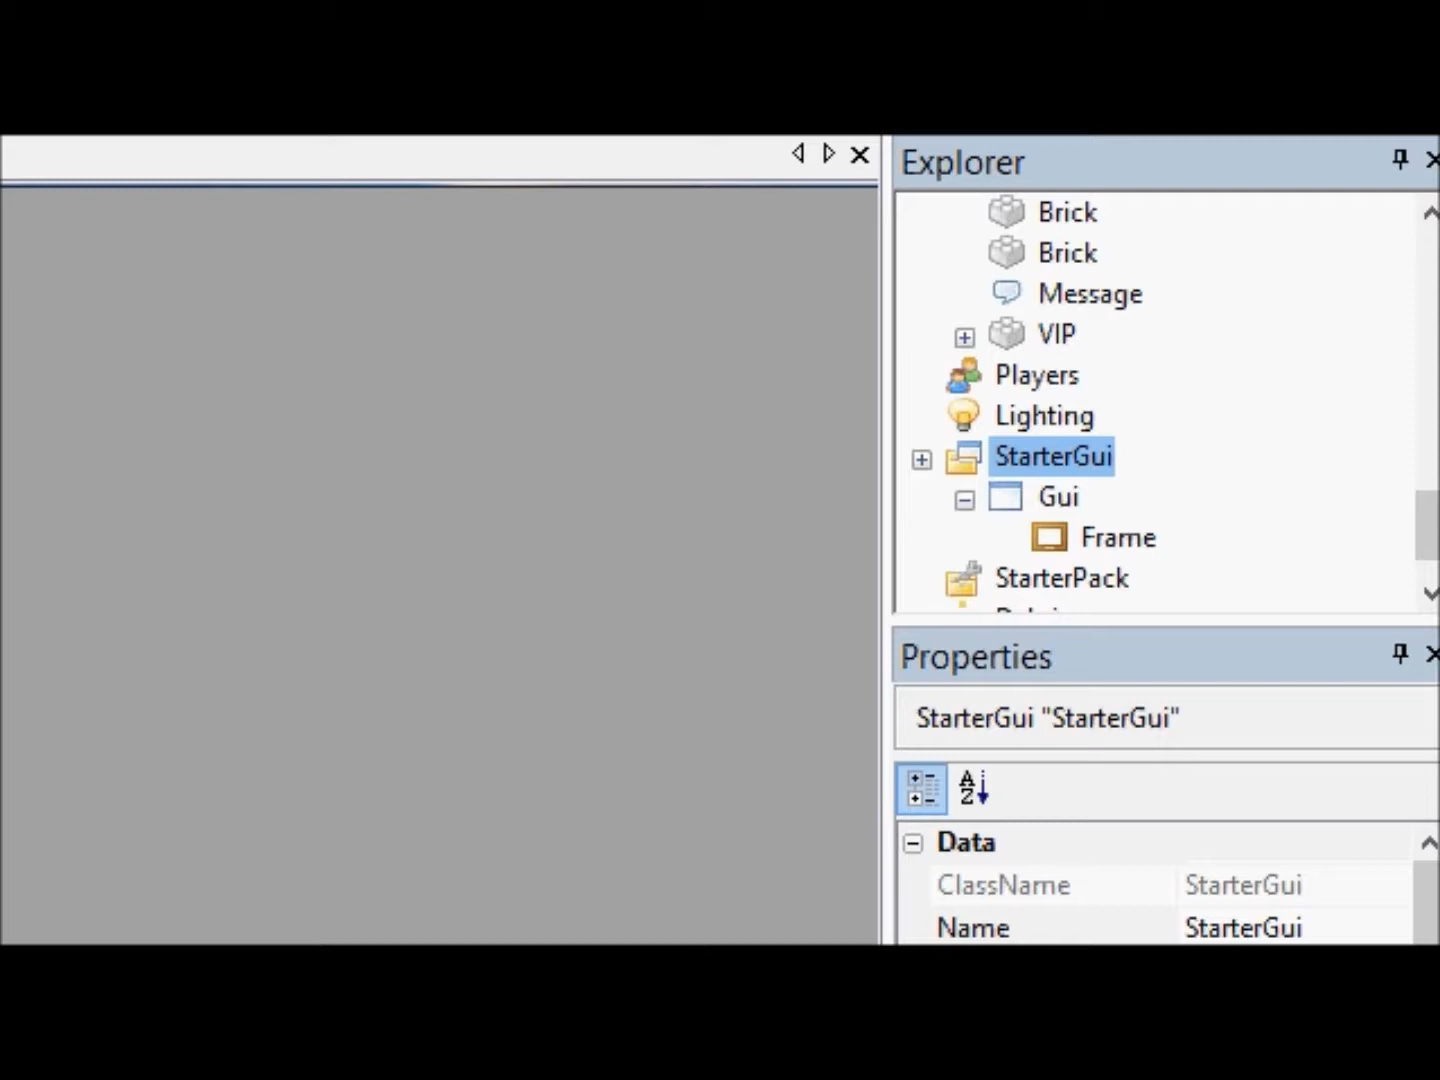 Explorer
Brick
Brick
Message
VIP
Players
Lighting
StarterGui
Gui
Frame
StarterPack
Properties
StarterGui "StarterGui"
Data
ClassName StarterGui
Name StarterGui